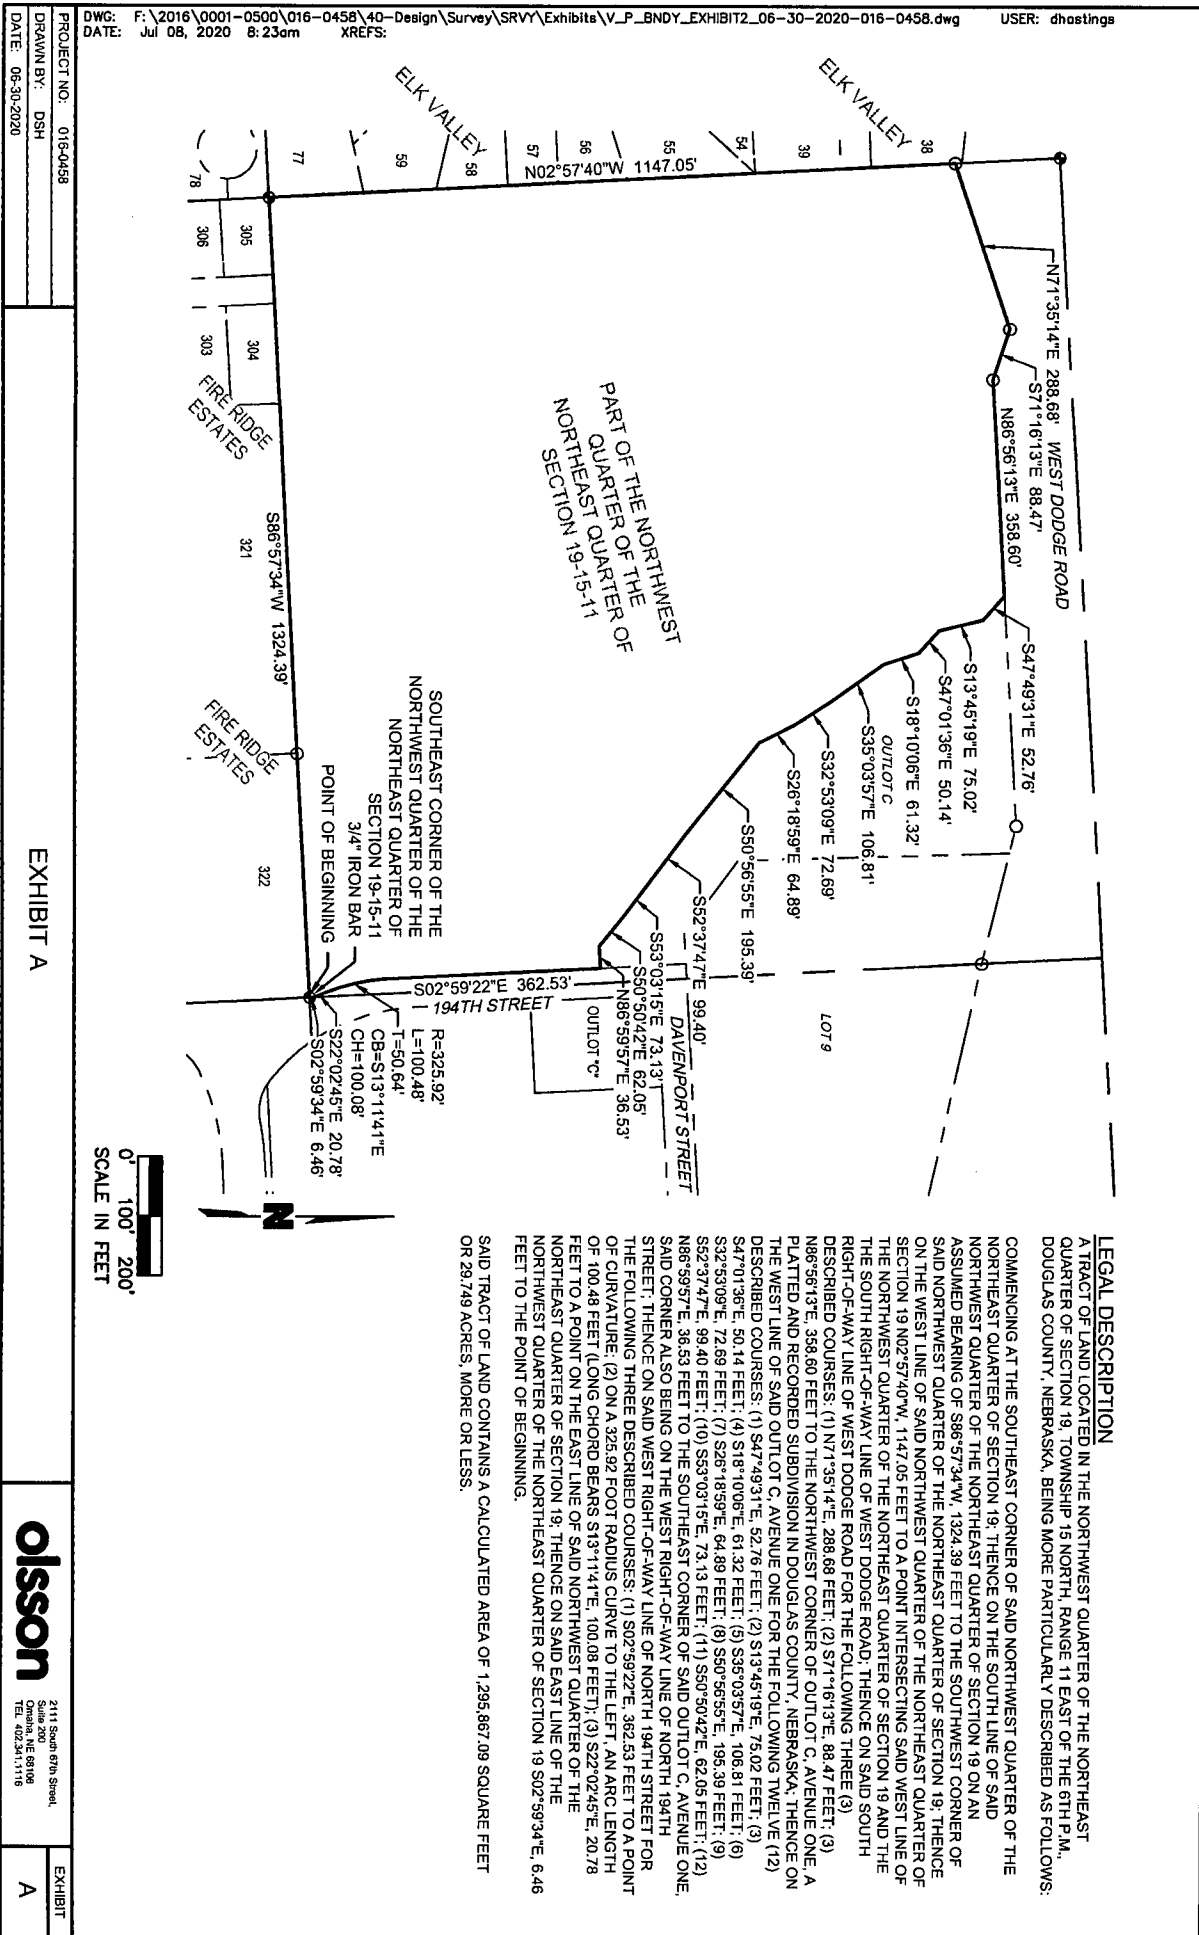 DWG: F:\2016\0001-0500\016-0458\40-Design\Survey\SRVY\Exhibits\V_P_BNDY_EXHIBIT2_06-30-2020-016-0458.dwg USER: dhastings
DATE: Jul 08, 2020 8:23am XREFS:
WEST DODGE ROAD
N71°35'14"E 288.68'
S71°16'13"E 88.47'
N86°56'13"E 358.60'
S47°49'31"E 52.76'
S13°45'19"E 75.02'
S47°01'36"E 50.14'
S18°10'06"E 61.32'
OUTLOT C
S35°03'57"E 106.81'
S32°53'09"E 72.69'
S26°18'59"E 64.89'
S50°56'55"E 195.39'
S52°37'47"E 99.40'
S53°03'15"E 73.13'
S50°50'42"E 62.05'
N86°59'57"E 36.53'
LOT 9
DAVENPORT STREET
OUTLOT "C"
ELK VALLEY
38
39
54
55
56
57
58
59
77
78
ELK VALLEY
N02°57'40"W 1147.05'
PART OF THE NORTHWEST
QUARTER OF THE
NORTHEAST QUARTER OF
SECTION 19-15-11
305
306
304
303
FIRE RIDGE
ESTATES
S86°57'34"W 1324.39'
321
FIRE RIDGE
ESTATES
322
SOUTHEAST CORNER OF THE
NORTHWEST QUARTER OF THE
NORTHEAST QUARTER OF
SECTION 19-15-11
3/4" IRON BAR
POINT OF BEGINNING
S02°59'22"E 362.53'
194TH STREET
R=325.92'
L=100.48'
T=50.64'
CB=S13°11'41"E
CH=100.08'
S22°02'45"E 20.78'
S02°59'34"E 6.46'
N
0' 100' 200'
SCALE IN FEET
LEGAL DESCRIPTION
A TRACT OF LAND LOCATED IN THE NORTHWEST QUARTER OF THE NORTHEAST
QUARTER OF SECTION 19, TOWNSHIP 15 NORTH, RANGE 11 EAST OF THE 6TH P.M.,
DOUGLAS COUNTY, NEBRASKA, BEING MORE PARTICULARLY DESCRIBED AS FOLLOWS:
COMMENCING AT THE SOUTHEAST CORNER OF SAID NORTHWEST QUARTER OF THE
NORTHEAST QUARTER OF SECTION 19; THENCE ON THE SOUTH LINE OF SAID
NORTHWEST QUARTER OF THE NORTHEAST QUARTER OF SECTION 19 ON AN
ASSUMED BEARING OF S86°57'34"W, 1324.39 FEET TO THE SOUTHWEST CORNER OF
SAID NORTHWEST QUARTER OF THE NORTHEAST QUARTER OF SECTION 19; THENCE
ON THE WEST LINE OF SAID NORTHWEST QUARTER OF THE NORTHEAST QUARTER OF
SECTION 19 N02°57'40"W, 1147.05 FEET TO A POINT INTERSECTING SAID WEST LINE OF
THE NORTHWEST QUARTER OF THE NORTHEAST QUARTER OF SECTION 19 AND THE
THE SOUTH RIGHT-OF-WAY LINE OF WEST DODGE ROAD; THENCE ON SAID SOUTH
RIGHT-OF-WAY LINE OF WEST DODGE ROAD FOR THE FOLLOWING THREE (3)
DESCRIBED COURSES: (1) N71°35'14"E, 288.68 FEET; (2) S71°16'13"E, 88.47 FEET; (3)
N86°56'13"E, 358.60 FEET TO THE NORTHWEST CORNER OF OUTLOT C, AVENUE ONE, A
PLATTED AND RECORDED SUBDIVISION IN DOUGLAS COUNTY, NEBRASKA; THENCE ON
THE WEST LINE OF SAID OUTLOT C, AVENUE ONE FOR THE FOLLOWING TWELVE (12)
DESCRIBED COURSES: (1) S47°49'31"E, 52.76 FEET; (2) S13°45'19"E, 75.02 FEET; (3)
S47°01'36"E, 50.14 FEET; (4) S18°10'06"E, 61.32 FEET; (5) S35°03'57"E, 106.81 FEET; (6)
S32°53'09"E, 72.69 FEET; (7) S26°18'59"E, 64.89 FEET; (8) S50°56'55"E, 195.39 FEET; (9)
S52°37'47"E, 99.40 FEET; (10) S53°03'15"E, 73.13 FEET; (11) S50°50'42"E, 62.05 FEET; (12)
N86°59'57"E, 36.53 FEET TO THE SOUTHEAST CORNER OF SAID OUTLOT C, AVENUE ONE,
SAID CORNER ALSO BEING ON THE WEST RIGHT-OF-WAY LINE OF NORTH 194TH
STREET; THENCE ON SAID WEST RIGHT-OF-WAY LINE OF NORTH 194TH STREET FOR
THE FOLLOWING THREE DESCRIBED COURSES: (1) S02°59'22"E, 362.53 FEET TO A POINT
OF CURVATURE; (2) ON A 325.92 FOOT RADIUS CURVE TO THE LEFT, AN ARC LENGTH
OF 100.48 FEET (LONG CHORD BEARS S13°11'41"E, 100.08 FEET); (3) S22°02'45"E, 20.78
FEET TO A POINT ON THE EAST LINE OF SAID NORTHWEST QUARTER OF THE
NORTHEAST QUARTER OF SECTION 19; THENCE ON SAID EAST LINE OF THE
NORTHWEST QUARTER OF THE NORTHEAST QUARTER OF SECTION 19 S02°59'34"E, 6.46
FEET TO THE POINT OF BEGINNING.
SAID TRACT OF LAND CONTAINS A CALCULATED AREA OF 1,295,867.09 SQUARE FEET
OR 29.749 ACRES, MORE OR LESS.
PROJECT NO: 016-0458
DRAWN BY: DSH
DATE: 06-30-2020
EXHIBIT A
olsson
2111 South 67th Street,
Suite 200
Omaha, NE 68106
TEL 402.341.1116
EXHIBIT
A